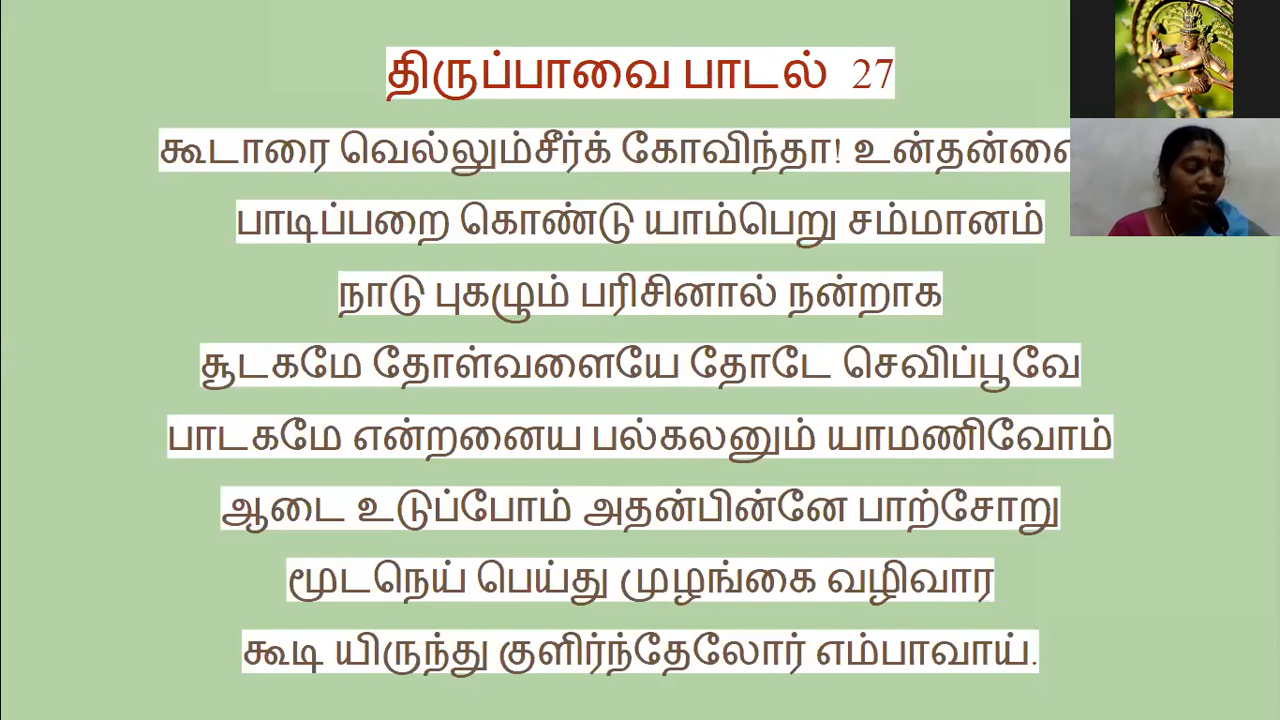 திருப்பாவை பாடல் 27
கூடாரை வெல்லும்சீர்க் கோவிந்தா! உன்தன்னை
பாடிப்பறை கொண்டு யாம்பெறு சம்மானம்
நாடு புகழும் பரிசினால் நன்றாக
சூடகமே தோள்வளையே தோடே செவிப்பூவே
பாடகமே என்றனைய பல்கலனும் யாமணிவோம்
ஆடை உடுப்போம் அதன்பின்னே பாற்சோறு
மூடநெய் பெய்து முழங்கை வழிவார
கூடி யிருந்து குளிர்ந்தேலோர் எம்பாவாய்.